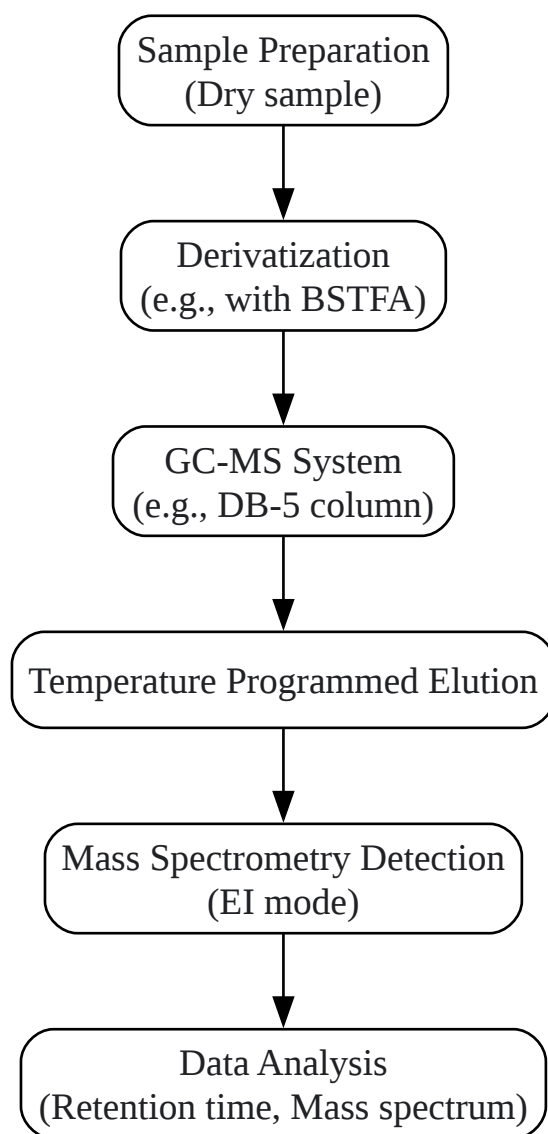 Sample Preparation
(Dry sample)
Derivatization
(e.g., with BSTFA)
GC-MS System
(e.g., DB-5 column)
Temperature Programmed Elution
Mass Spectrometry Detection
(EI mode)
Data Analysis
(Retention time, Mass spectrum)